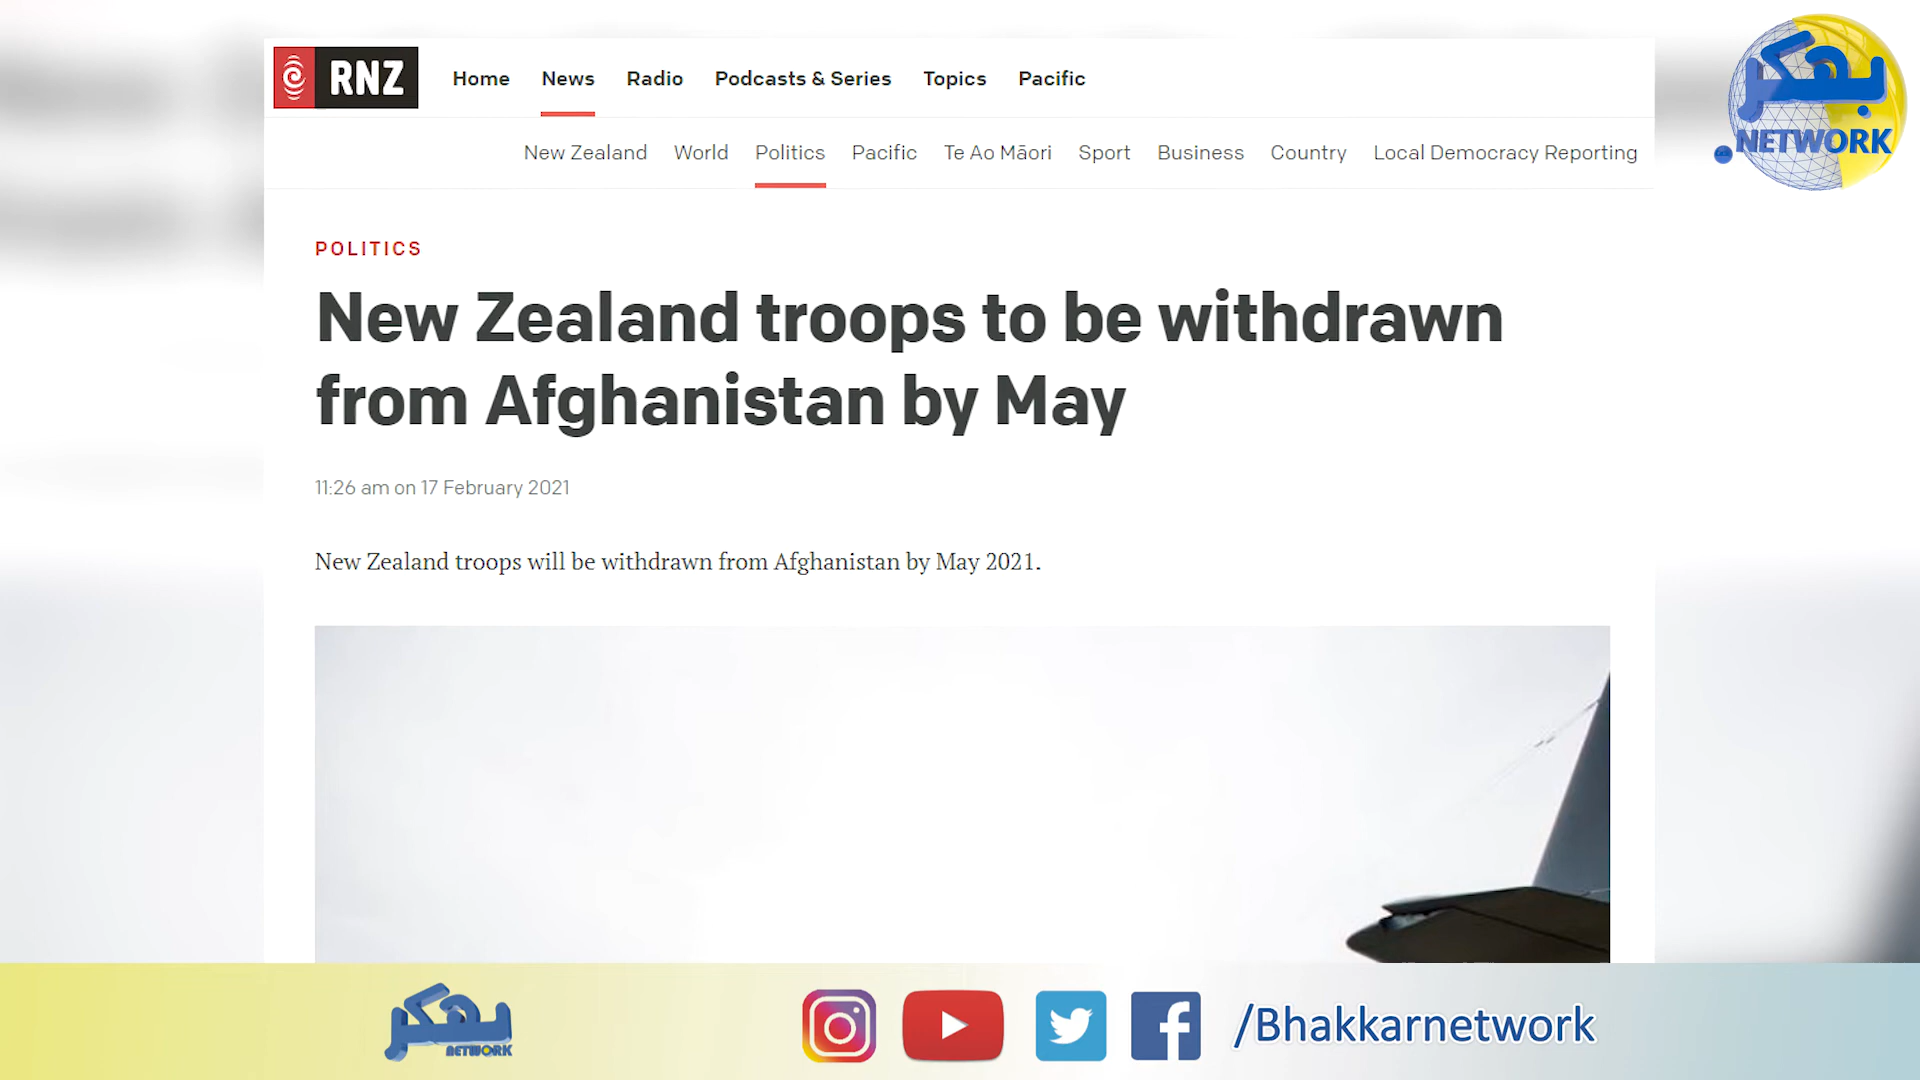 RNZ
Home News Radio Podcasts & Series Topics Pacific
بھکر
NETWORK
New Zealand World Politics Pacific Te Ao Māori Sport Business Country Local Democracy Reporting
POLITICS
New Zealand troops to be withdrawn
from Afghanistan by May
11:26 am on 17 February 2021
New Zealand troops will be withdrawn from Afghanistan by May 2021.
بھکر
NETWORK
/Bhakkarnetwork